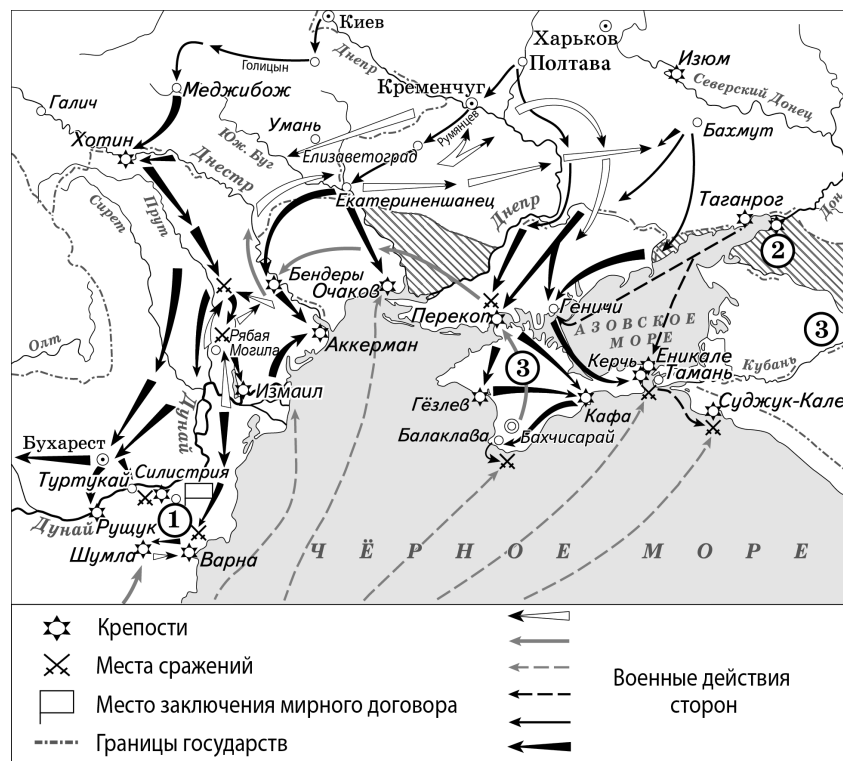 Киев
Голицын
Днепр
Харьков
Полтава
Изюм
Северский Донец
Меджибож
Кременчуг
Галич
Умань
Румянцев
Бахмут
Хотин
Юж. Буг
Елизаветоград
Днестр
Екатериненшанец
Днепр
Таганрог
Дон
Сирет
Прут
2
Бендеры
Очаков
Перекоп
Геничи
АЗОВСКОЕ
МОРЕ
3
Олт
Рябая
Могила
Аккерман
Керчь
Еникале
Тамань
Кубань
3
Измаил
Гёзлев
Кафа
Суджук-Кале
Дунай
Балаклава
Бахчисарай
Бухарест
Туртукай
Силистрия
Дунай
Рущук
1
Шумла
Варна
ЧЁРНОЕ МОРЕ
Крепости
Места сражений
Место заключения мирного договора
Границы государств
Военные действия
сторон